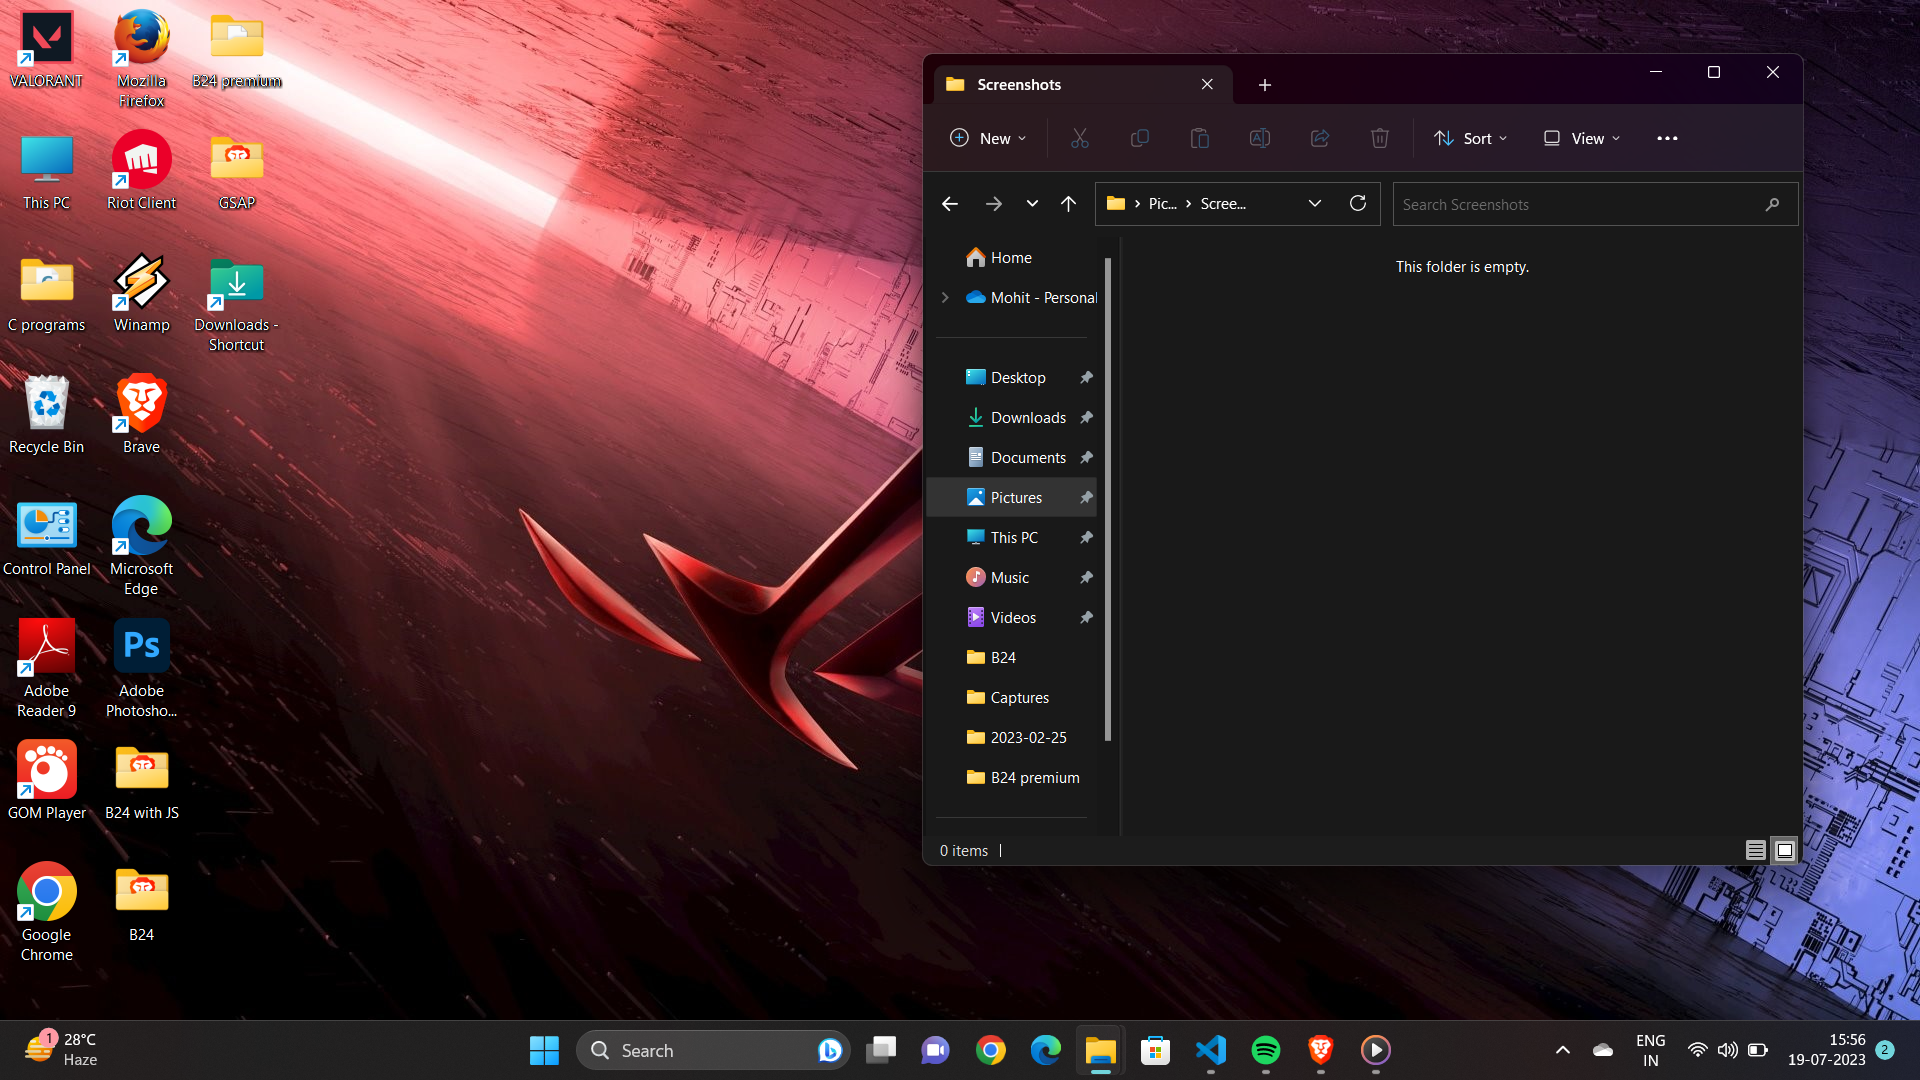 VALORANT
Mozilla
Firefox
B24 premium
This PC
Riot Client
GSAP
C programs
Winamp
Downloads -
Shortcut
Recycle Bin
Brave
Control Panel
Microsoft
Edge
Adobe
Reader 9
Ps
Adobe
Photosho...
GOM Player
B24 with JS
Google
Chrome
B24
Screenshots
New
Sort
View
Pic...
Scree...
Search Screenshots
Home
Mohit - Personal
Desktop
Downloads
Documents
Pictures
This PC
Music
Videos
B24
Captures
2023-02-25
B24 premium
This folder is empty.
0 items
1
28°C
Haze
Search
ENG
IN
15:56
19-07-2023
2